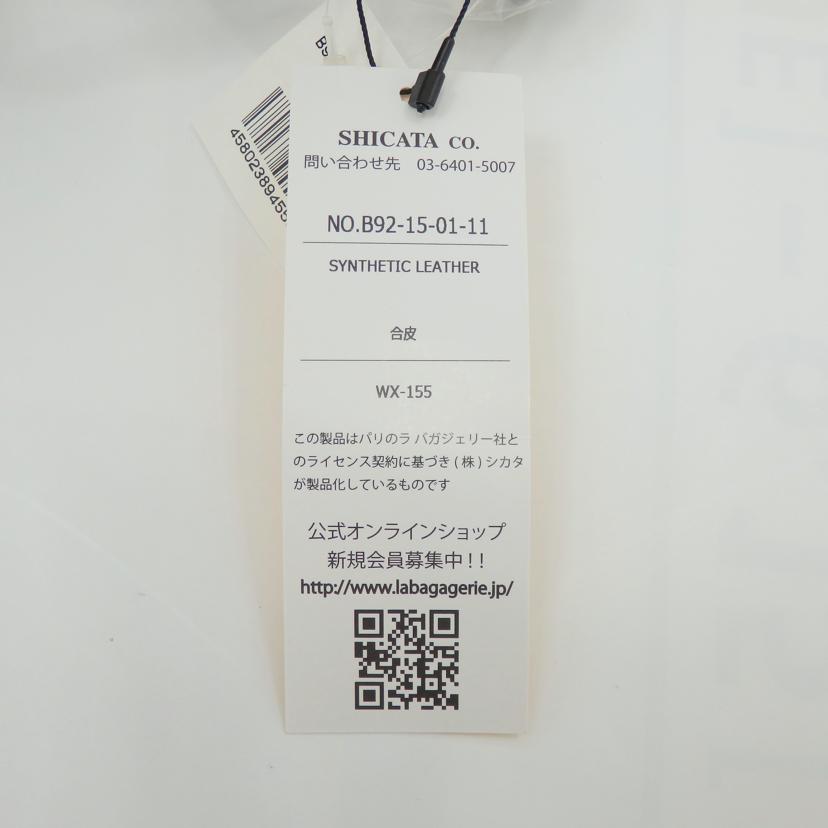 SHICATA CO.
問い合わせ先　03-6401-5007
NO.B92-15-01-11
SYNTHETIC LEATHER
合皮
WX-155
この製品はパリのラ バガジェリー社と
のライセンス契約に基づき ( 株 ) シカタ
が製品化しているものです
公式オンラインショップ
新規会員募集中 ! !
http://www.labagagerie.jp/